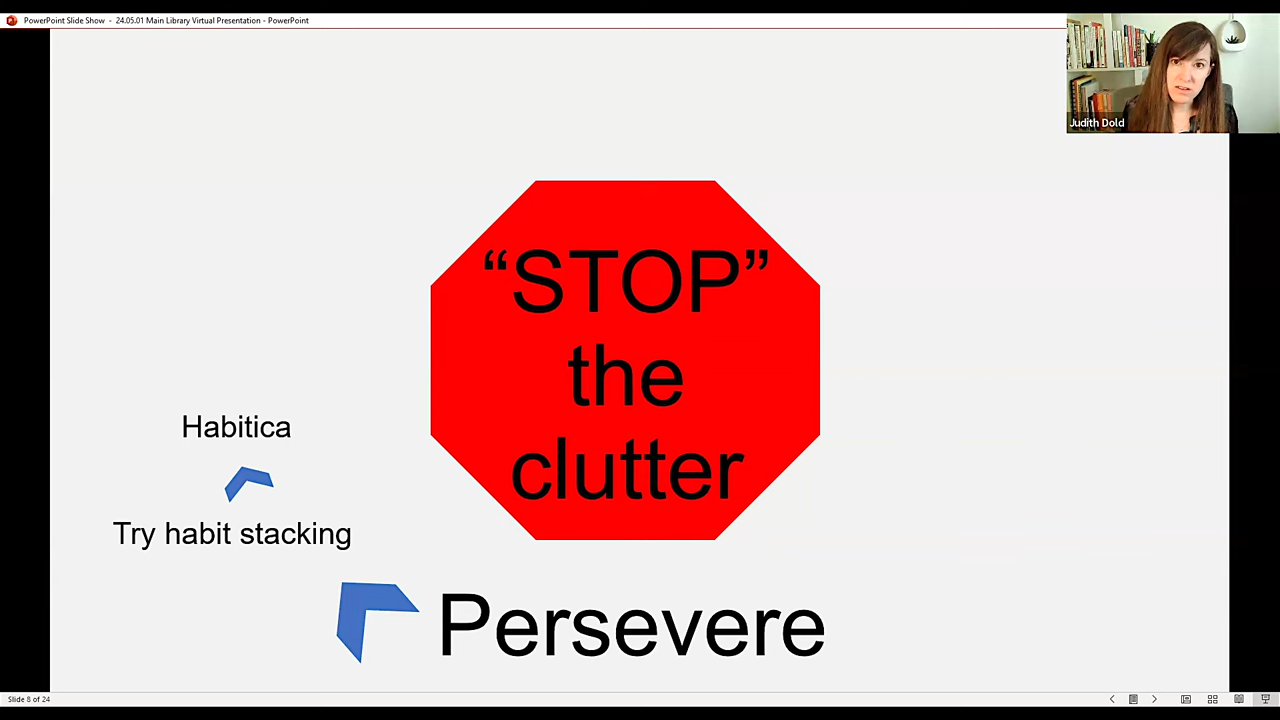 PowerPoint Slide Show - 24.05.01 Main Library Virtual Presentation - PowerPoint
Judith Dold
“STOP”
the
clutter
Habitica
Try habit stacking
Persevere
Slide 8 of 24